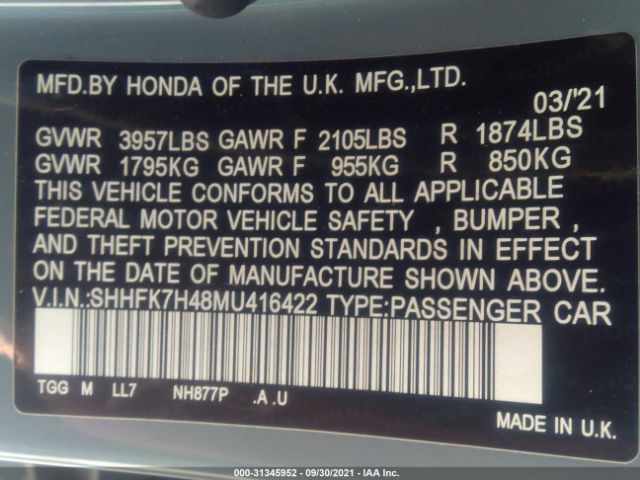 MFD.BY HONDA OF THE U.K. MFG.,LTD.
03/'21
GVWR 3957LBS GAWR F 2105LBS R 1874LBS
GVWR 1795KG GAWR F 955KG R 850KG
THIS VEHICLE CONFORMS TO ALL APPLICABLE
FEDERAL MOTOR VEHICLE SAFETY , BUMPER ,
AND THEFT PREVENTION STANDARDS IN EFFECT
ON THE DATE OF MANUFACTURE SHOWN ABOVE.
V.I.N.:SHHFK7H48MU416422 TYPE:PASSENGER CAR
TGG M LL7 NH877P .A .U
MADE IN U.K.
000-31345952 - 09/30/2021 - IAA Inc.